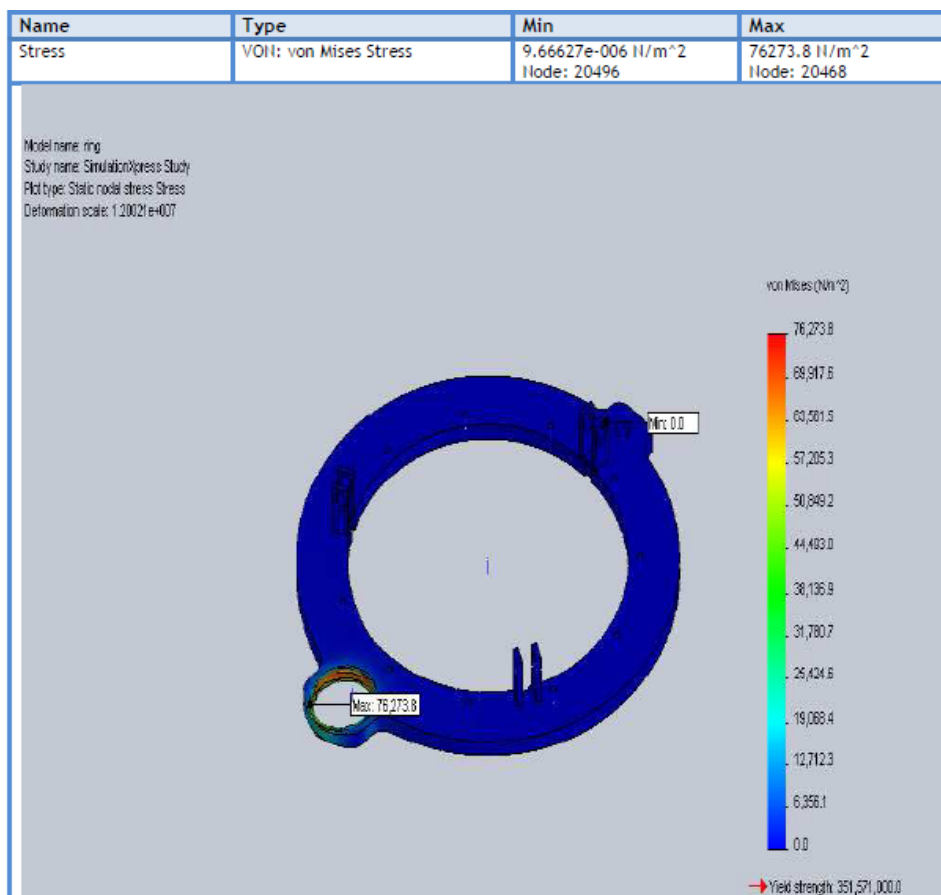 Name Type Min Max
Stress VON: von Mises Stress 9.66627e-006 N/m^2 76273.8 N/m^2
Node: 20496 Node: 20468
Model name: ring
Study name: SimulationXpress Study
Plot type: Static nodal stress Stress
Deformation scale: 1.20021e+007
von Mises (N/m^2)
76,273.8
69,917.6
63,561.5
57,205.3
50,849.2
44,493.0
38,136.9
31,780.7
25,424.6
19,068.4
12,712.3
6,356.1
0.0
Yield strength: 351,571,000.0
Min: 0.0
Max: 76,273.8